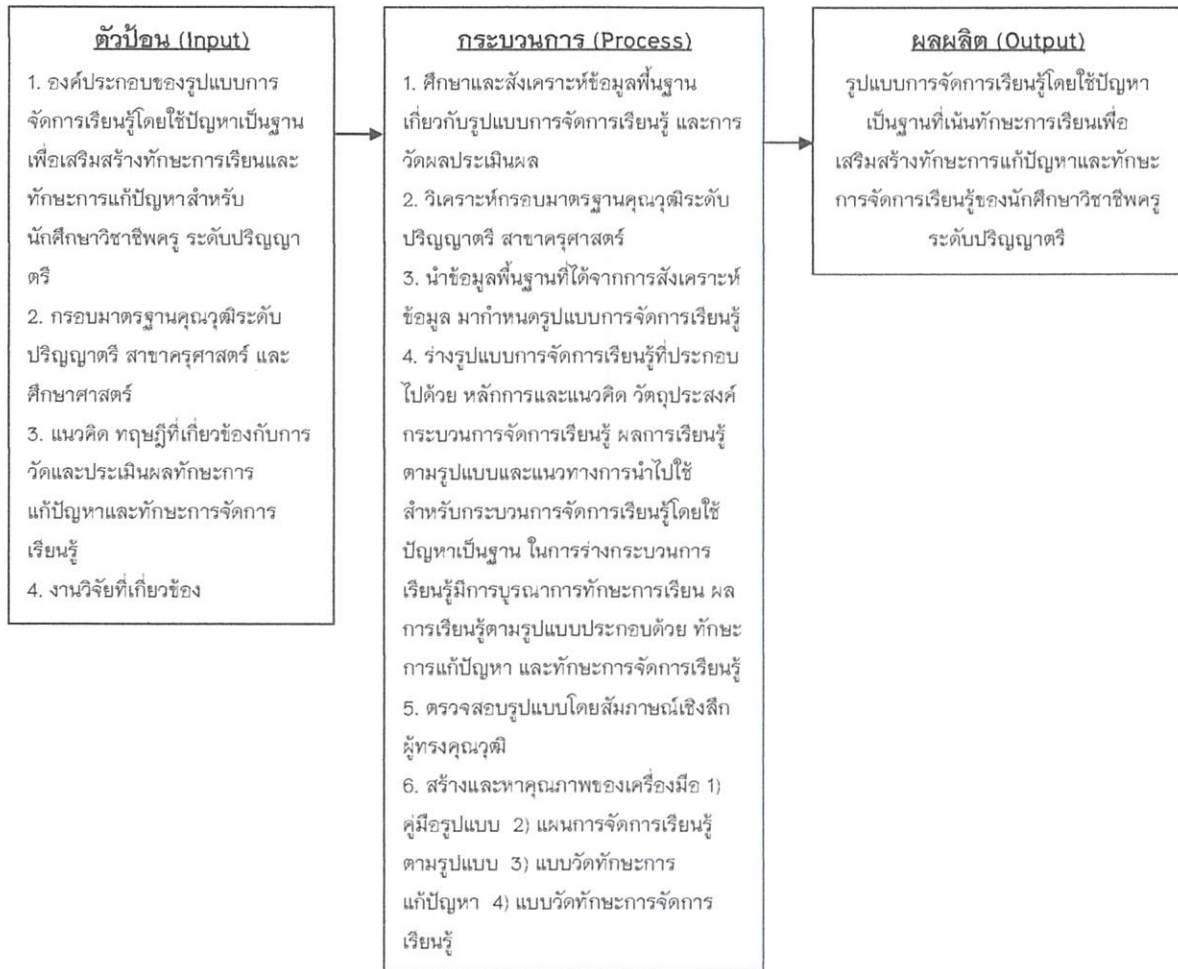 ตัวป้อน (Input)
1. องค์ประกอบของรูปแบบการ
จัดการเรียนรู้โดยใช้ปัญหาเป็นฐาน
เพื่อเสริมสร้างทักษะการเรียนและ
ทักษะการแก้ปัญหาสำหรับ
นักศึกษาวิชาชีพครู ระดับปริญญา
ตรี
2. กรอบมาตรฐานคุณวุฒิระดับ
ปริญญาตรี สาขาครุศาสตร์ และ
ศึกษาศาสตร์
3. แนวคิด ทฤษฎีที่เกี่ยวข้องกับการ
วัดและประเมินผลทักษะการ
แก้ปัญหาและทักษะการจัดการ
เรียนรู้
4. งานวิจัยที่เกี่ยวข้อง
กระบวนการ (Process)
1. ศึกษาและสังเคราะห์ข้อมูลพื้นฐาน
เกี่ยวกับรูปแบบการจัดการเรียนรู้ และการ
วัดผลประเมินผล
2. วิเคราะห์กรอบมาตรฐานคุณวุฒิระดับ
ปริญญาตรี สาขาครุศาสตร์
3. นำข้อมูลพื้นฐานที่ได้จากการสังเคราะห์
ข้อมูล มากำหนดรูปแบบการจัดการเรียนรู้
4. ร่างรูปแบบการจัดการเรียนรู้ที่ประกอบ
ไปด้วย หลักการและแนวคิด วัตถุประสงค์
กระบวนการจัดการเรียนรู้ ผลการเรียนรู้
ตามรูปแบบและแนวทางการนำไปใช้
สำหรับกระบวนการจัดการเรียนรู้โดยใช้
ปัญหาเป็นฐาน ในการร่างกระบวนการ
เรียนรู้มีการบูรณาการทักษะการเรียน ผล
การเรียนรู้ตามรูปแบบประกอบด้วย ทักษะ
การแก้ปัญหา และทักษะการจัดการเรียนรู้
5. ตรวจสอบรูปแบบโดยสัมภาษณ์เชิงลึก
ผู้ทรงคุณวุฒิ
6. สร้างและหาคุณภาพของเครื่องมือ 1)
คู่มือรูปแบบ 2) แผนการจัดการเรียนรู้
ตามรูปแบบ 3) แบบวัดทักษะการ
แก้ปัญหา 4) แบบวัดทักษะการจัดการ
เรียนรู้
ผลผลิต (Output)
รูปแบบการจัดการเรียนรู้โดยใช้ปัญหา
เป็นฐานที่เน้นทักษะการเรียนเพื่อ
เสริมสร้างทักษะการแก้ปัญหาและทักษะ
การจัดการเรียนรู้ของนักศึกษาวิชาชีพครู
ระดับปริญญาตรี